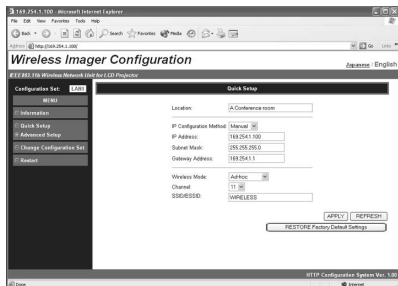 169.254.1.100 - Microsoft Internet Explorer
File Edit View Favorites Tools Help
Back Search Favorites Media
Address http://169.254.1.100/ Go Links
Wireless Imager Configuration
Japanese / English
IEEE 802.11b Wireless Network Unit for LCD Projector
Configuration Set: LAN6
MENU
Information
Quick Setup
Advanced Setup
Change Configuration Set
Restart
Quick Setup
Location: A Conference room
IP Configuration Method: Manual
IP Address: 169.254.1.100
Subnet Mask: 255.255.255.0
Gateway Address: 169.254.1.1
Wireless Mode: Ad-hoc
Channel: 11
SSID/ESSID: WIRELESS
APPLY REFRESH
RESTORE Factory Default Settings
HTTP Configuration System Ver. 1.00
Done Internet